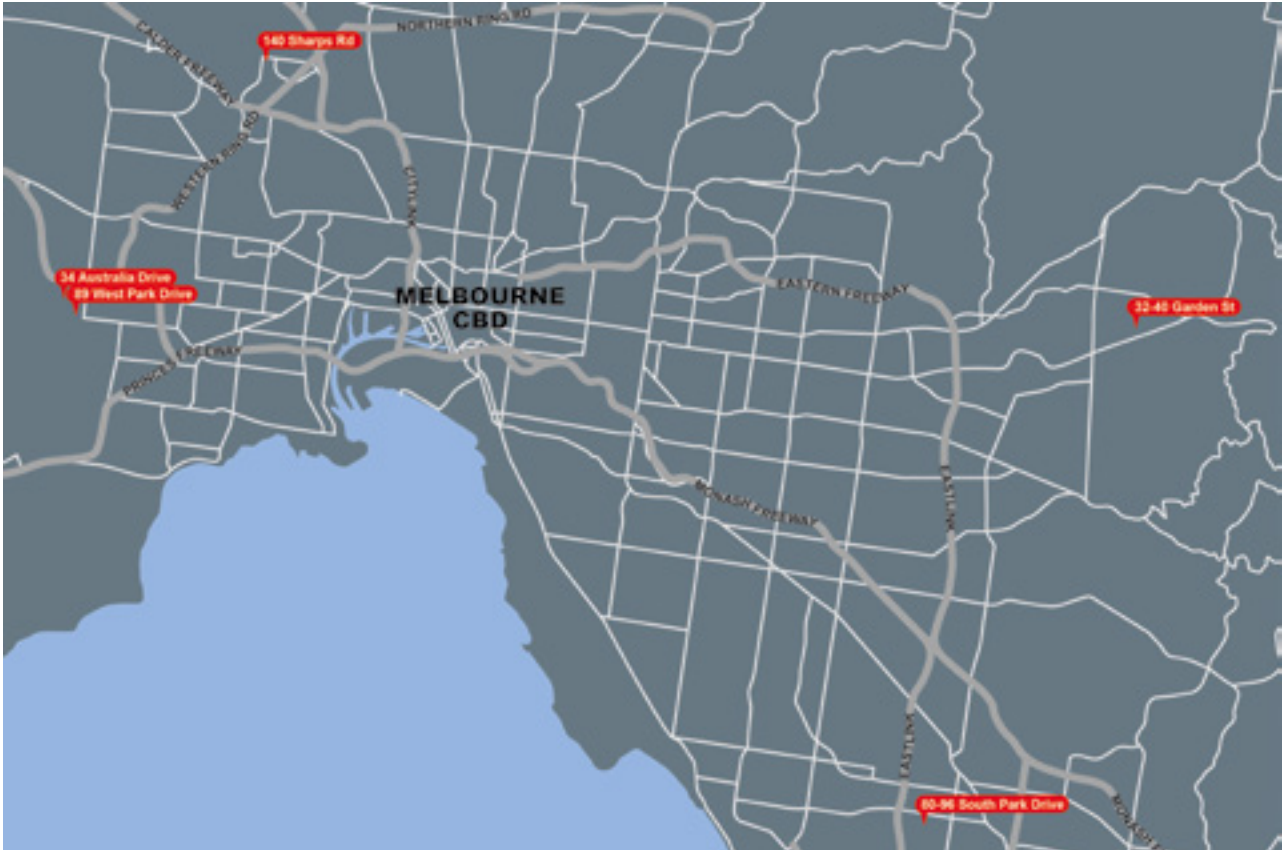 CALDER FREEWAY
NORTHERN RING RD
140 Sharps Rd
WESTERN RING RD
CITYLINK
34 Australia Drive
89 West Park Drive
MELBOURNE
CBD
EASTERN FREEWAY
32-40 Garden St
PRINCES FREEWAY
MONASH FREEWAY
EASTLINK
EASTLINK
80-96 South Park Drive
MONASH F